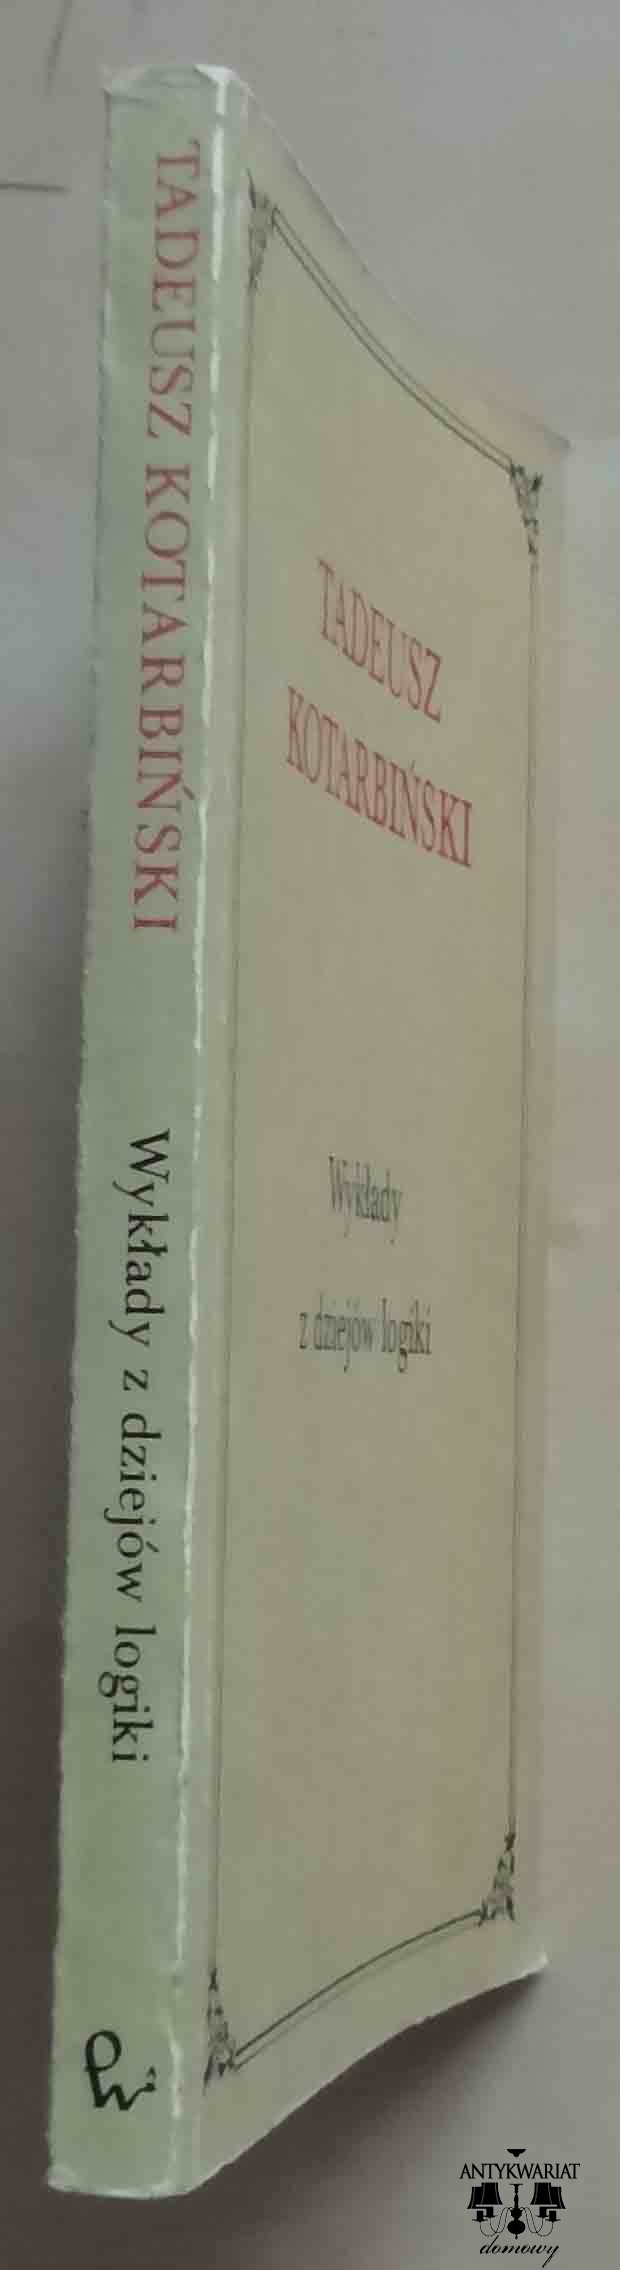 TADEUSZ KOTARBIŃSKI Wykłady z dziejów logiki
TADEUSZ
KOTARBIŃSKI
Wykłady
z dziejów logiki
ANTYKWARIAT
domowy